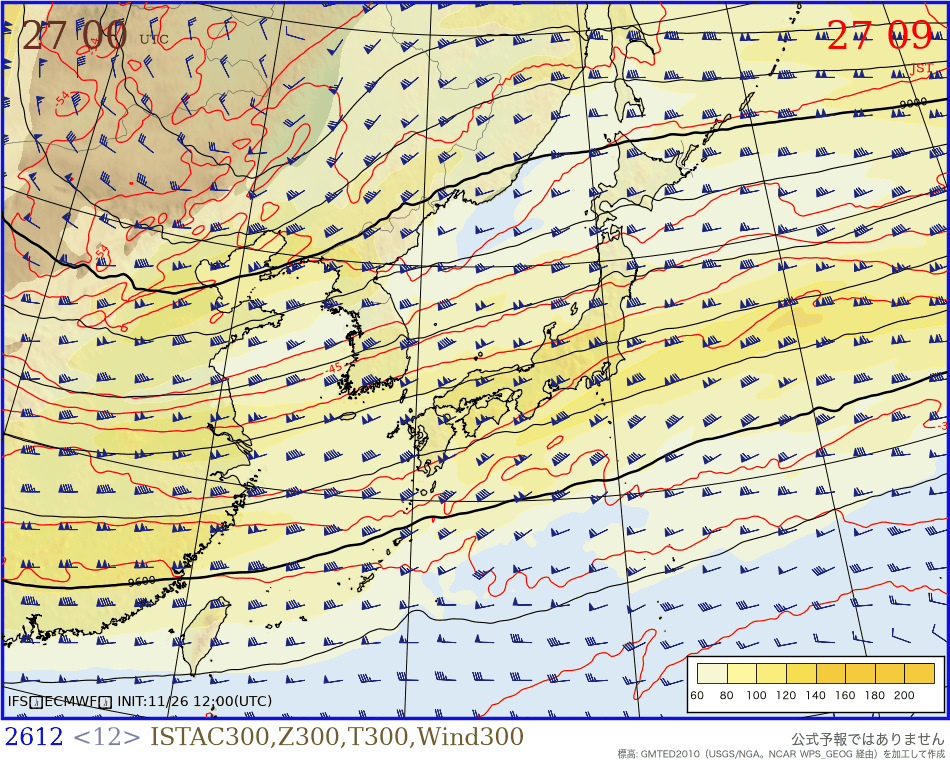 27 00 UTC
27 09
JST
-54
9000
-54
-45
-3
9600
60 80 100 120 140 160 180 200
IFS ECMWF INIT:11/26 12:00(UTC)
2612 <12> ISTAC300,Z300,T300,Wind300
公式予報ではありません
標高: GMTED2010（USGS/NGA。NCAR WPS_GEOG 経由）を加工して作成